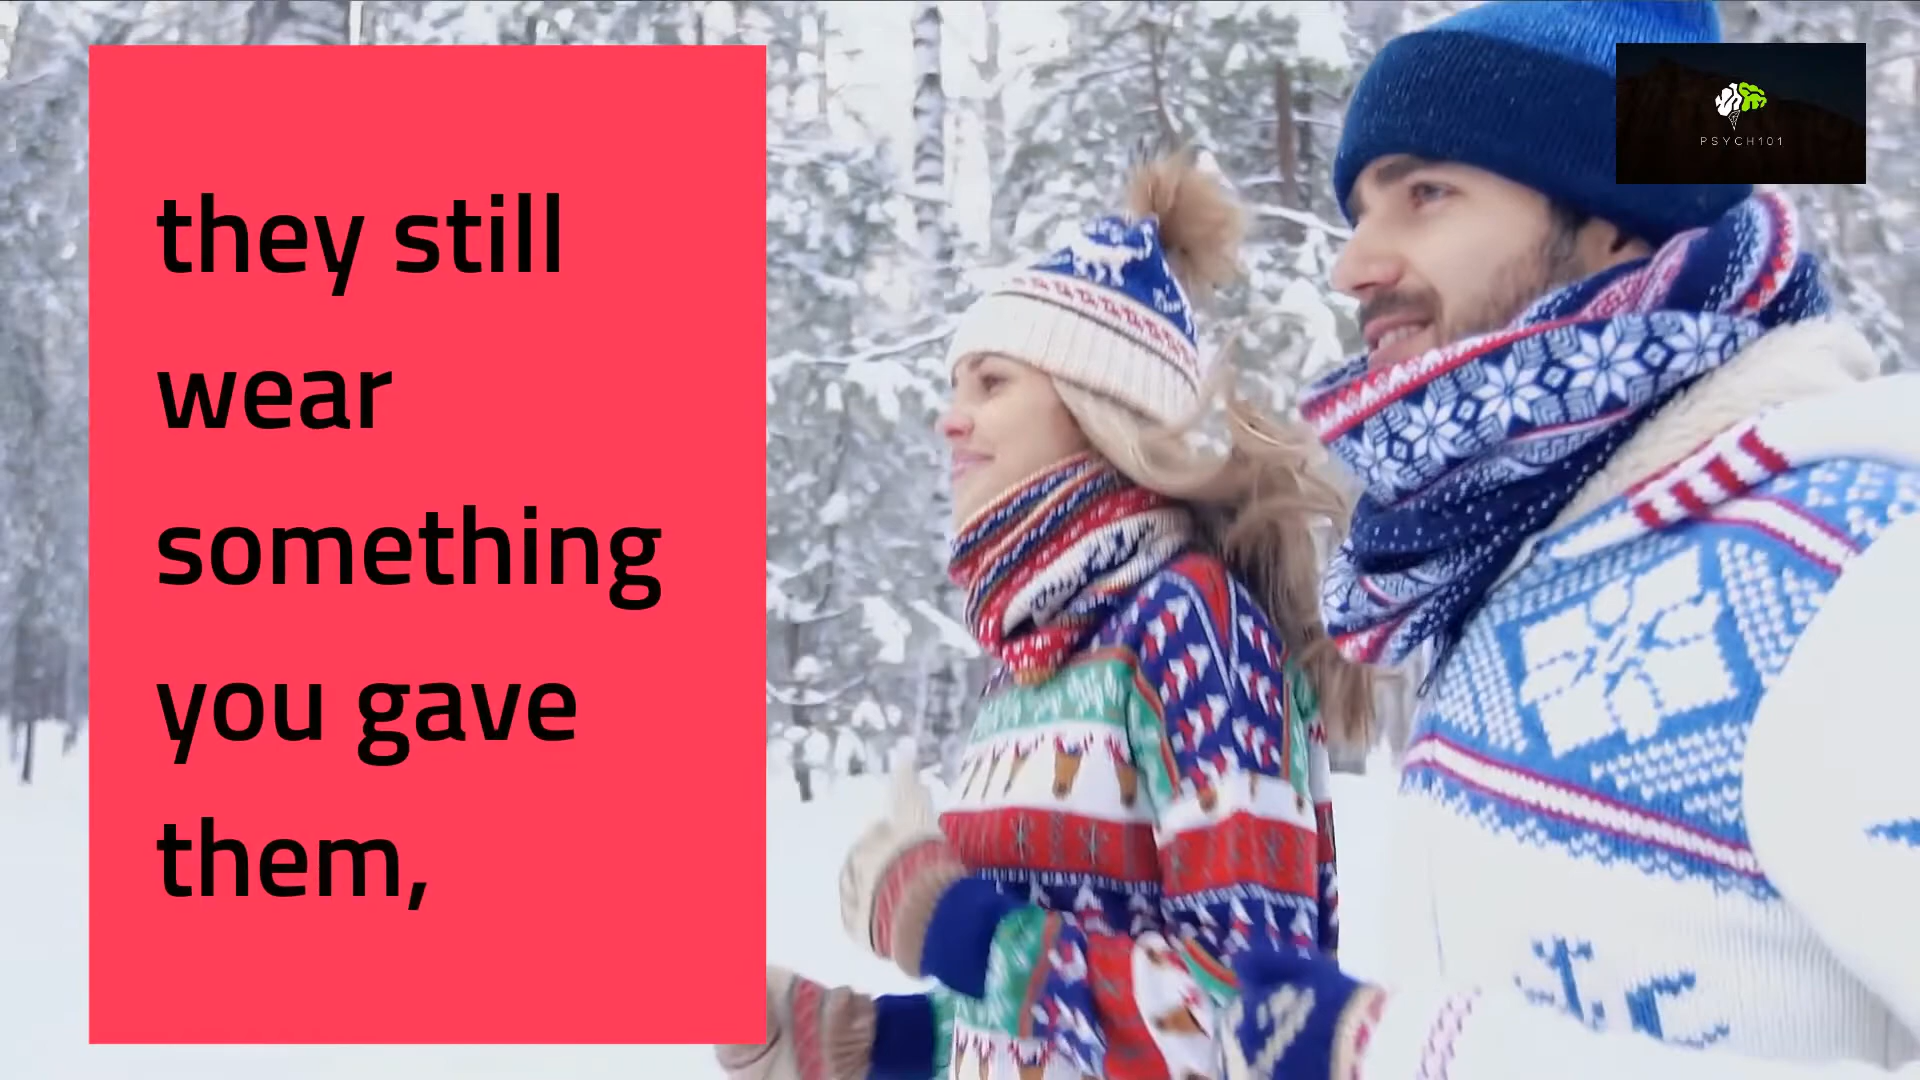 they still
wear
something
you gave
them,
PSYCH101